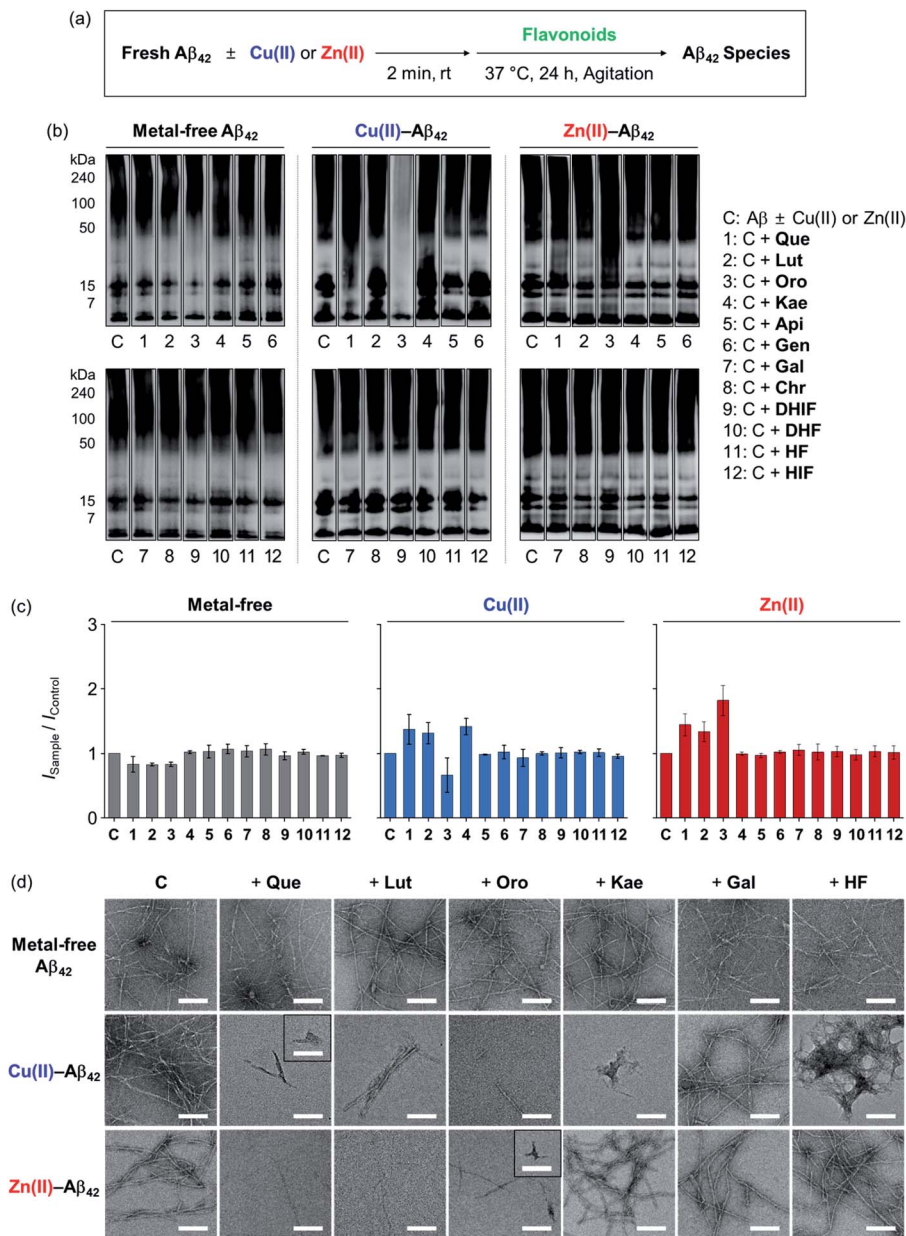 (a)
Fresh Aβ₄₂ ± Cu(II) or Zn(II)
2 min, rt
Flavonoids
37 °C, 24 h, Agitation
Aβ₄₂ Species
(b)
Metal-free Aβ₄₂
Cu(II)–Aβ₄₂
Zn(II)–Aβ₄₂
kDa
240
100
50
15
7
C 1 2 3 4 5 6
C 1 2 3 4 5 6
C 1 2 3 4 5 6
kDa
240
100
50
15
7
C 7 8 9 10 11 12
C 7 8 9 10 11 12
C 7 8 9 10 11 12
C: Aβ ± Cu(II) or Zn(II)
1: C + Que
2: C + Lut
3: C + Oro
4: C + Kae
5: C + Api
6: C + Gen
7: C + Gal
8: C + Chr
9: C + DHIF
10: C + DHF
11: C + HF
12: C + HIF
(c)
Metal-free
Cu(II)
Zn(II)
I Sample / I Control
3
2
1
0
C 1 2 3 4 5 6 7 8 9 10 11 12
C 1 2 3 4 5 6 7 8 9 10 11 12
C 1 2 3 4 5 6 7 8 9 10 11 12
(d)
C + Que + Lut + Oro + Kae + Gal + HF
Metal-free
Aβ₄₂
Cu(II)–Aβ₄₂
Zn(II)–Aβ₄₂